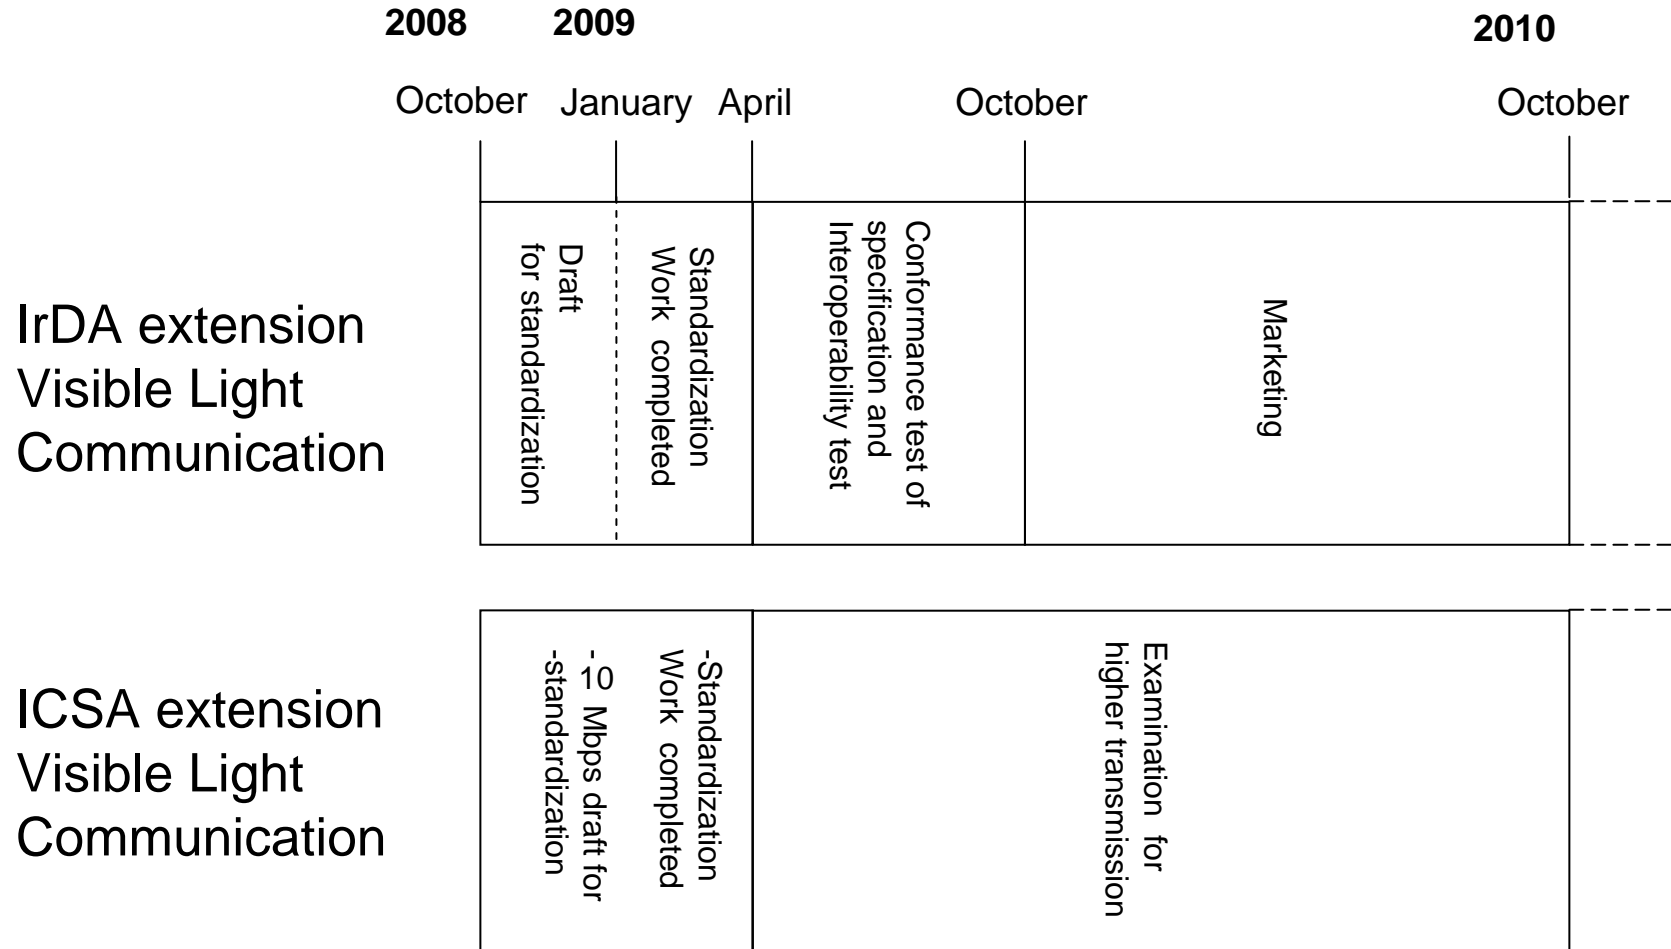 2008 2009 2010
October January April October October
IrDA extension
Visible Light
Communication
Draft
for standardization
Standardization
Work completed
Conformance test of
specification and
Interoperability test
Marketing
ICSA extension
Visible Light
Communication
-Standardization
Work completed
- 10 Mbps draft for
-standardization
Examination for
higher transmission